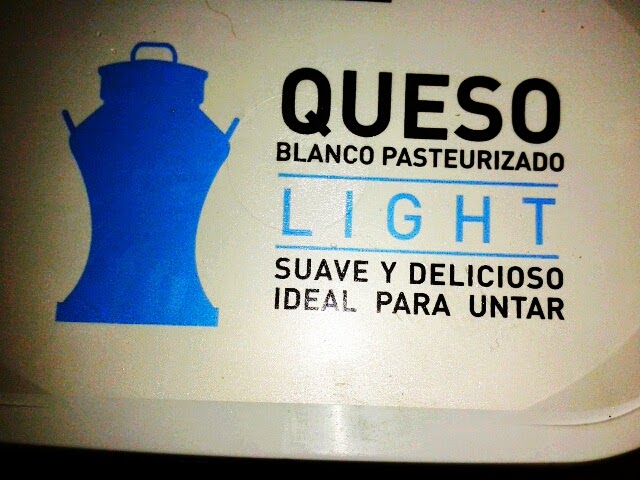 QUESO
BLANCO PASTEURIZADO
LIGHT
SUAVE Y DELICIOSO
IDEAL PARA UNTAR